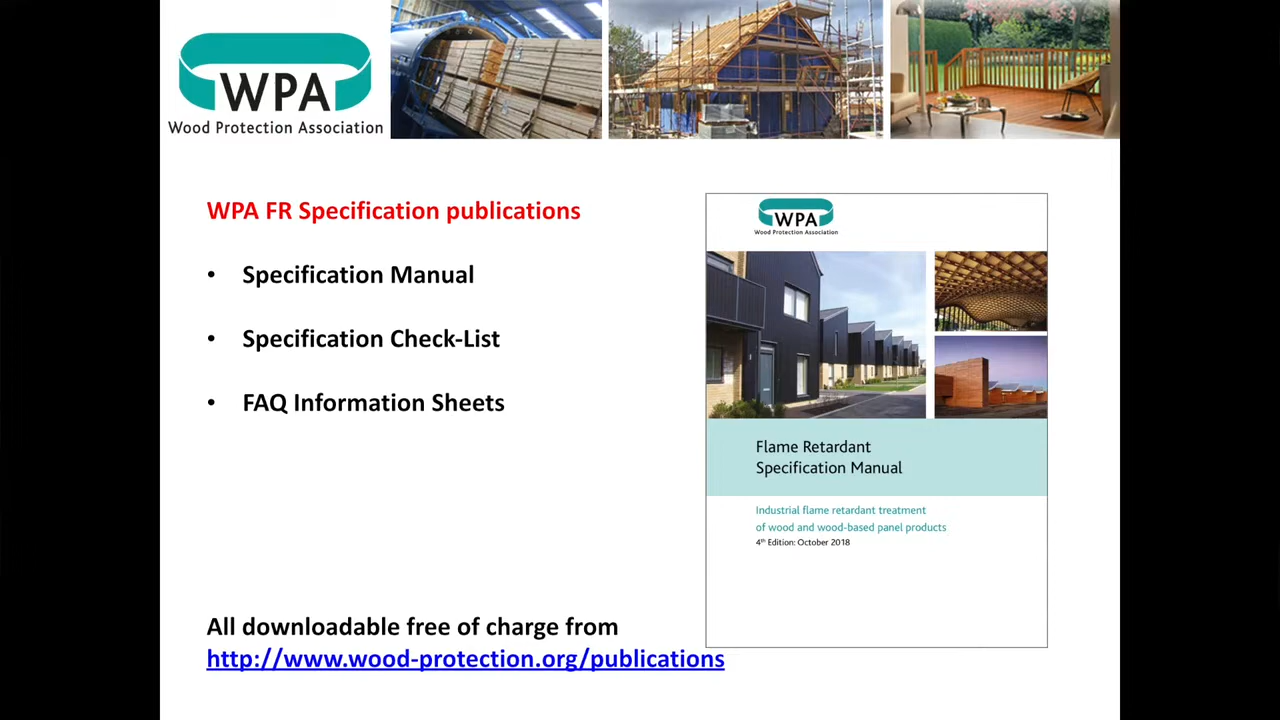 WPA
Wood Protection Association
WPA FR Specification publications
• Specification Manual
• Specification Check-List
• FAQ Information Sheets
All downloadable free of charge from
http://www.wood-protection.org/publications
WPA
Wood Protection Association
Flame Retardant
Specification Manual
Industrial flame retardant treatment
of wood and wood-based panel products
4th Edition: October 2018